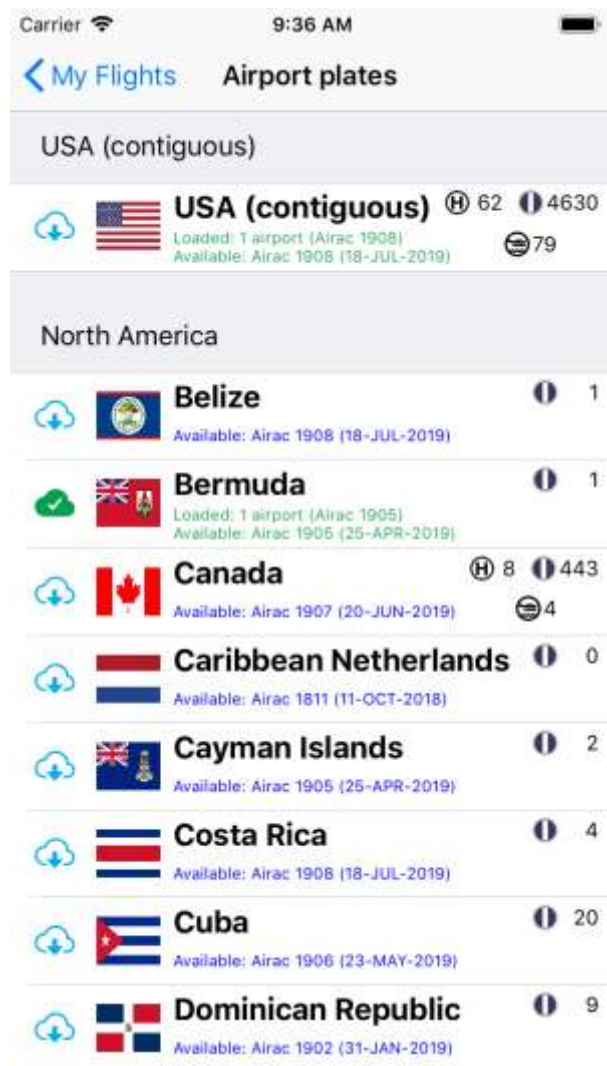 Carrier 9:36 AM
My Flights Airport plates
USA (contiguous)
USA (contiguous) H 62 4630
Loaded: 1 airport (Airac 1908) 79
Available: Airac 1908 (18-JUL-2019)
North America
Belize 1
Available: Airac 1908 (18-JUL-2019)
Bermuda 1
Loaded: 1 airport (Airac 1905)
Available: Airac 1905 (25-APR-2019)
Canada H 8 443
Available: Airac 1907 (20-JUN-2019) 4
Caribbean Netherlands 0
Available: Airac 1811 (11-OCT-2018)
Cayman Islands 2
Available: Airac 1905 (25-APR-2019)
Costa Rica 4
Available: Airac 1908 (18-JUL-2019)
Cuba 20
Available: Airac 1906 (23-MAY-2019)
Dominican Republic 9
Available: Airac 1902 (31-JAN-2019)